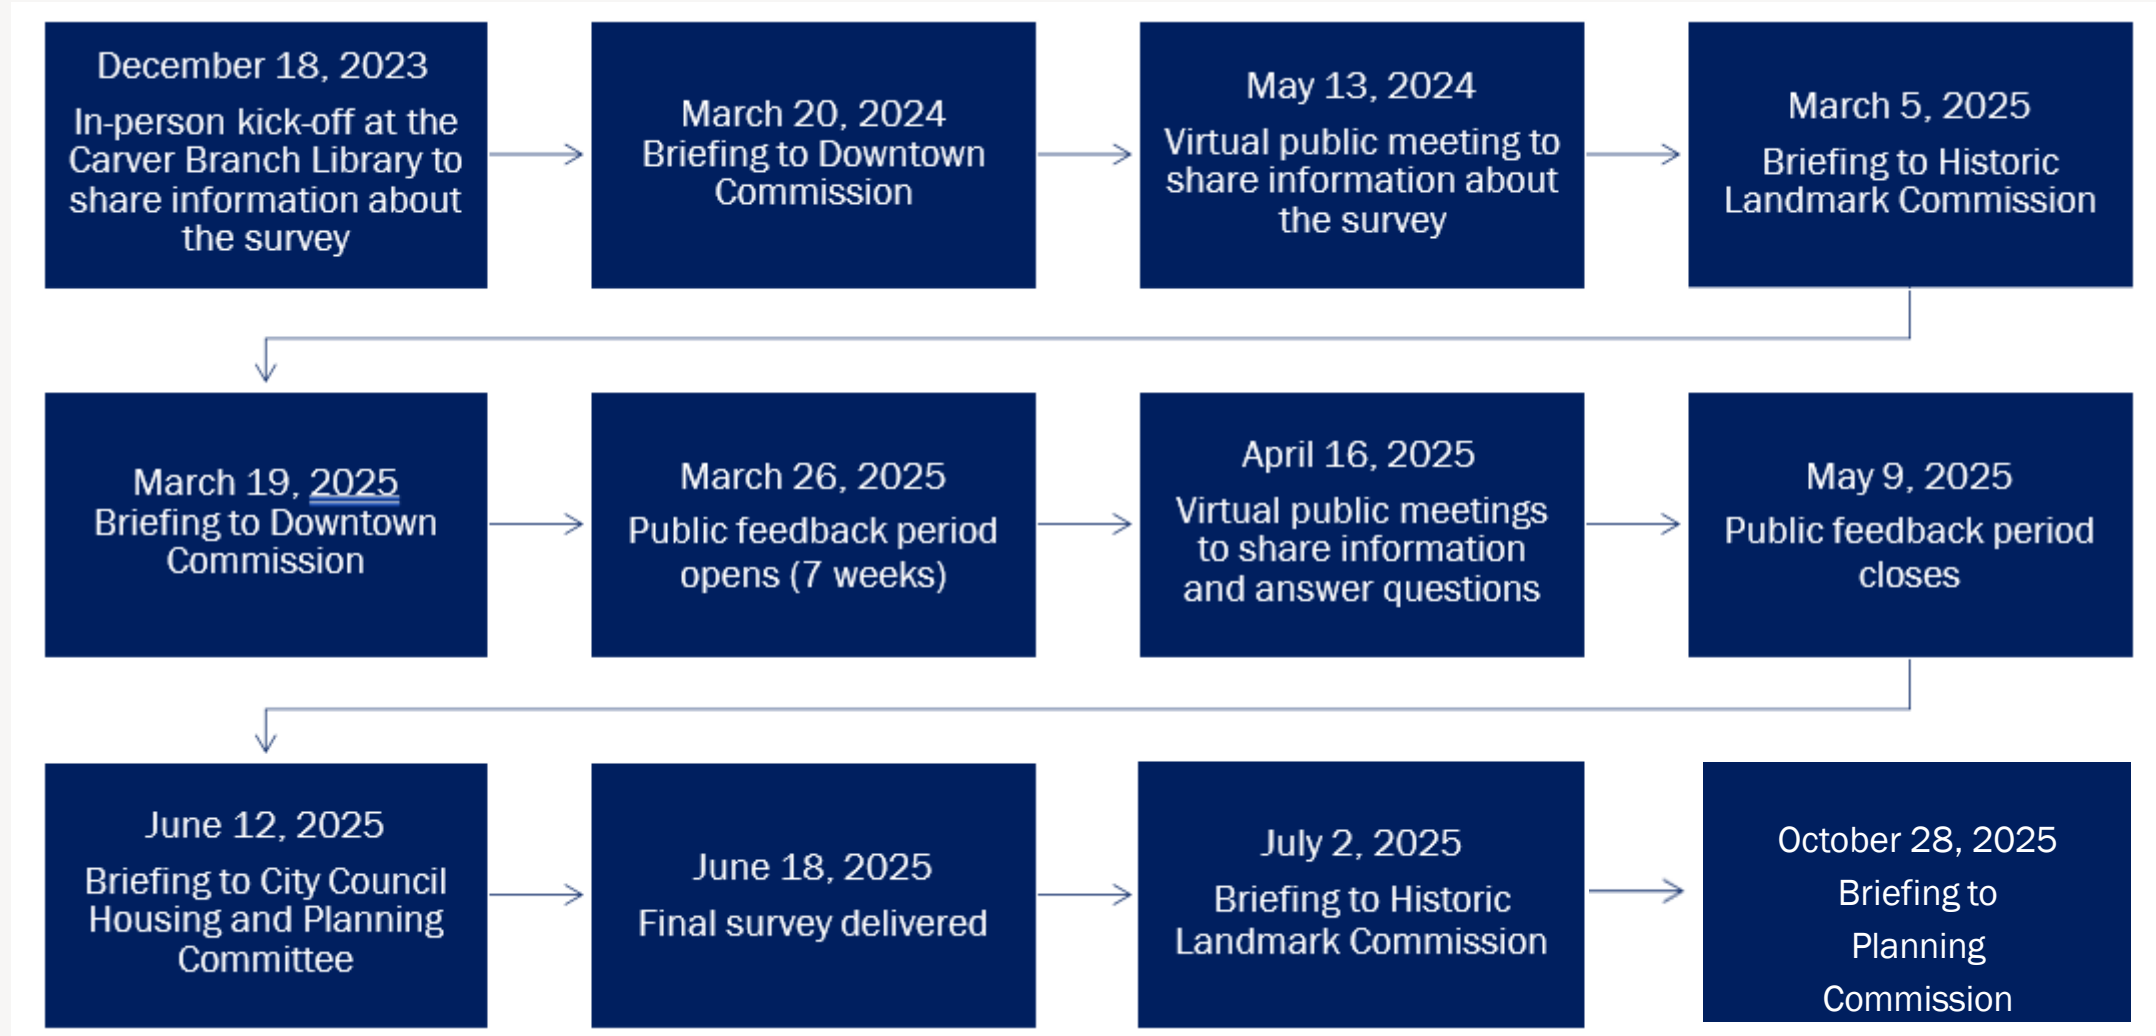 December 18, 2023
In-person kick-off at the
Carver Branch Library to
share information about
the survey
March 20, 2024
Briefing to Downtown
Commission
May 13, 2024
Virtual public meeting to
share information about
the survey
March 5, 2025
Briefing to Historic
Landmark Commission
March 19, 2025
Briefing to Downtown
Commission
March 26, 2025
Public feedback period
opens (7 weeks)
April 16, 2025
Virtual public meetings
to share information
and answer questions
May 9, 2025
Public feedback period
closes
June 12, 2025
Briefing to City Council
Housing and Planning
Committee
June 18, 2025
Final survey delivered
July 2, 2025
Briefing to Historic
Landmark Commission
October 28, 2025
Briefing to
Planning
Commission